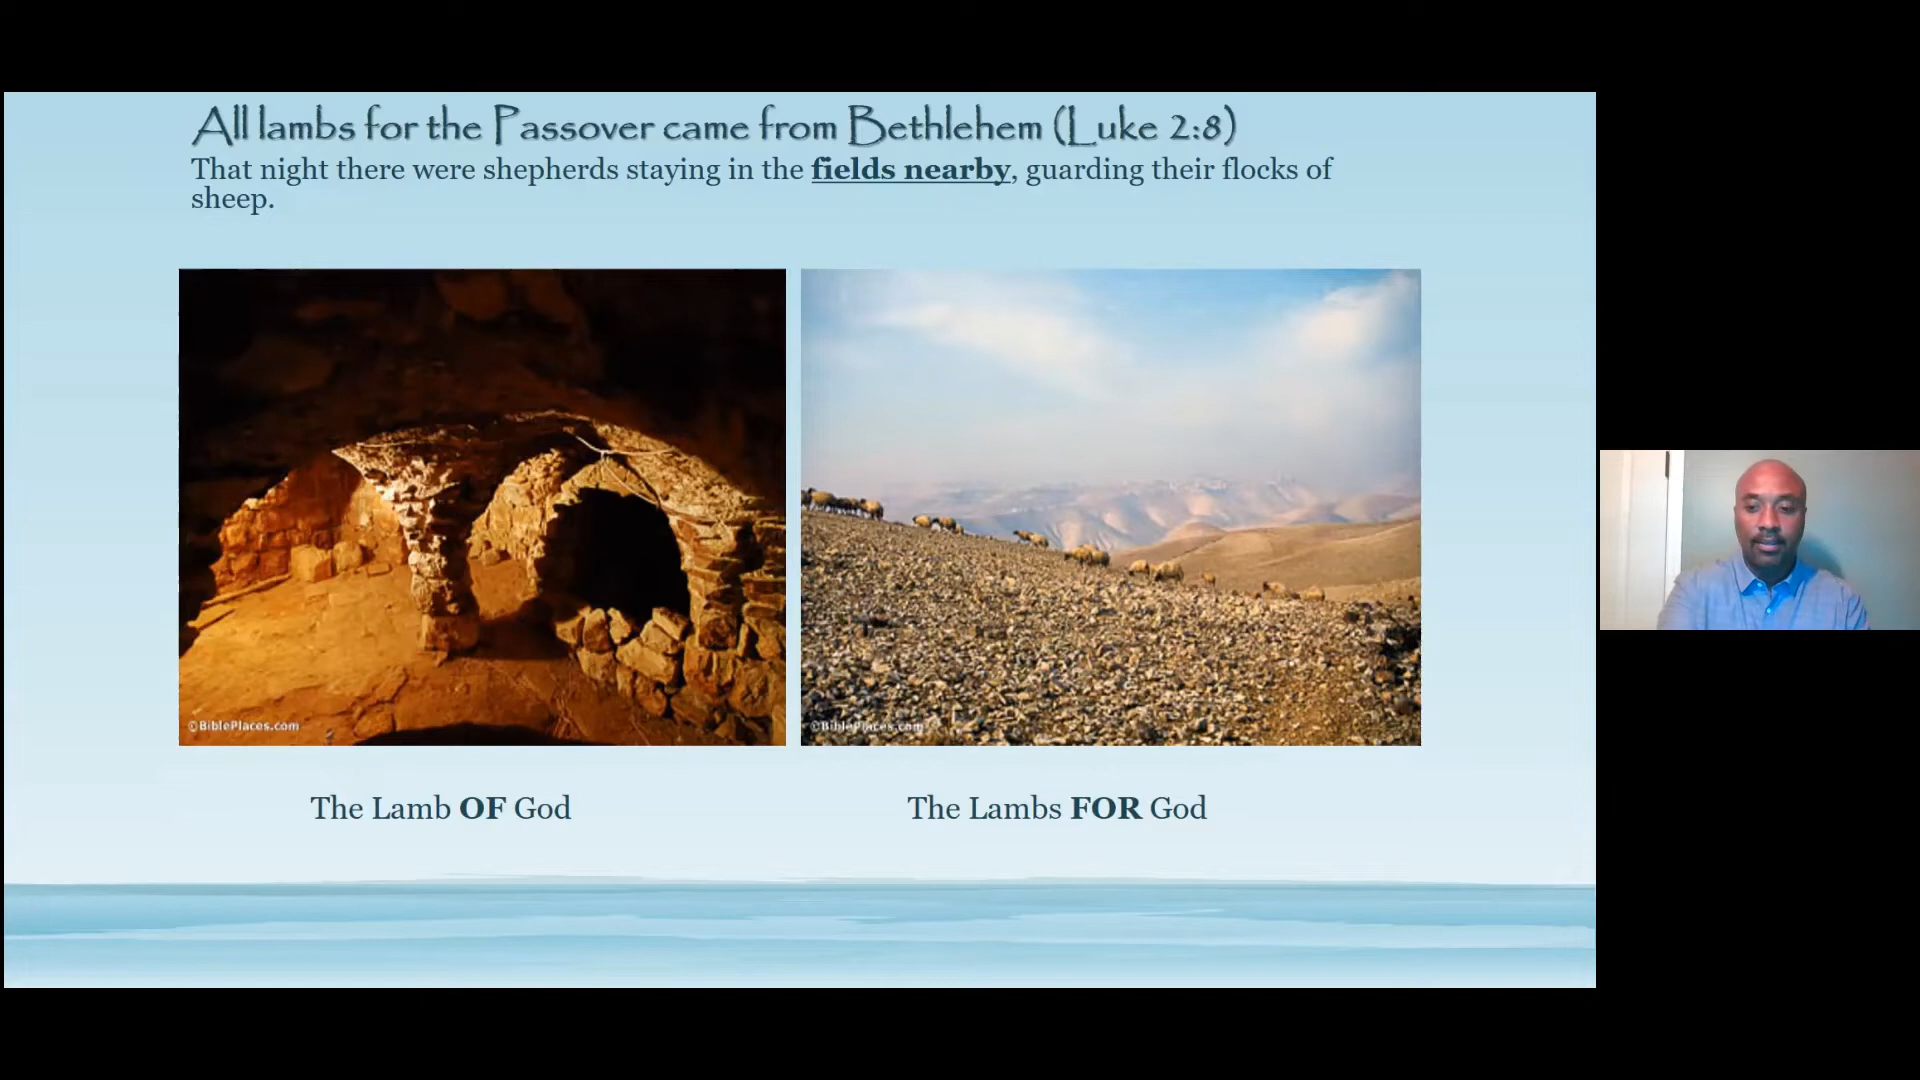 All lambs for the Passover came from Bethlehem (Luke 2:8)
That night there were shepherds staying in the fields nearby, guarding their flocks of
sheep.
©BiblePlaces.com
©BiblePlaces.com
The Lamb OF God
The Lambs FOR God